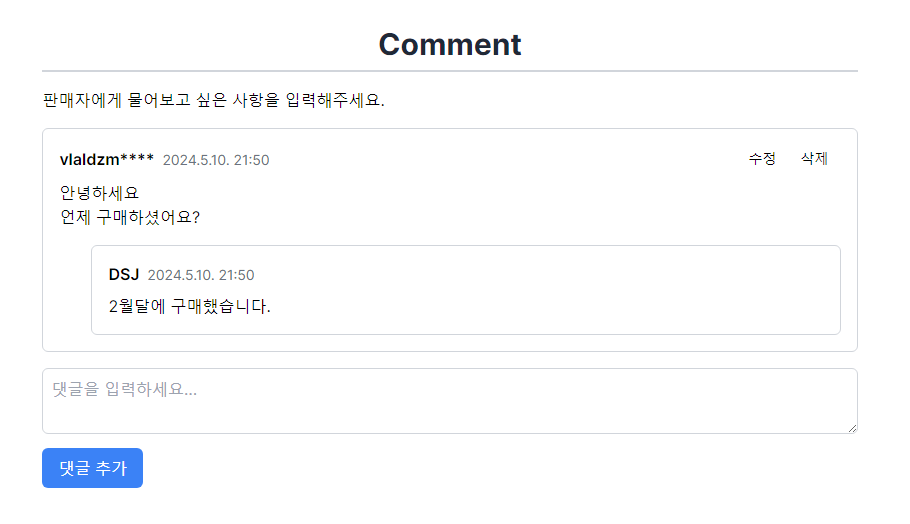 Comment
판매자에게 물어보고 싶은 사항을 입력해주세요.
vlaldzm**** 2024.5.10. 21:50 수정 삭제
안녕하세요
언제 구매하셨어요?
DSJ 2024.5.10. 21:50
2월달에 구매했습니다.
댓글을 입력하세요...
댓글 추가